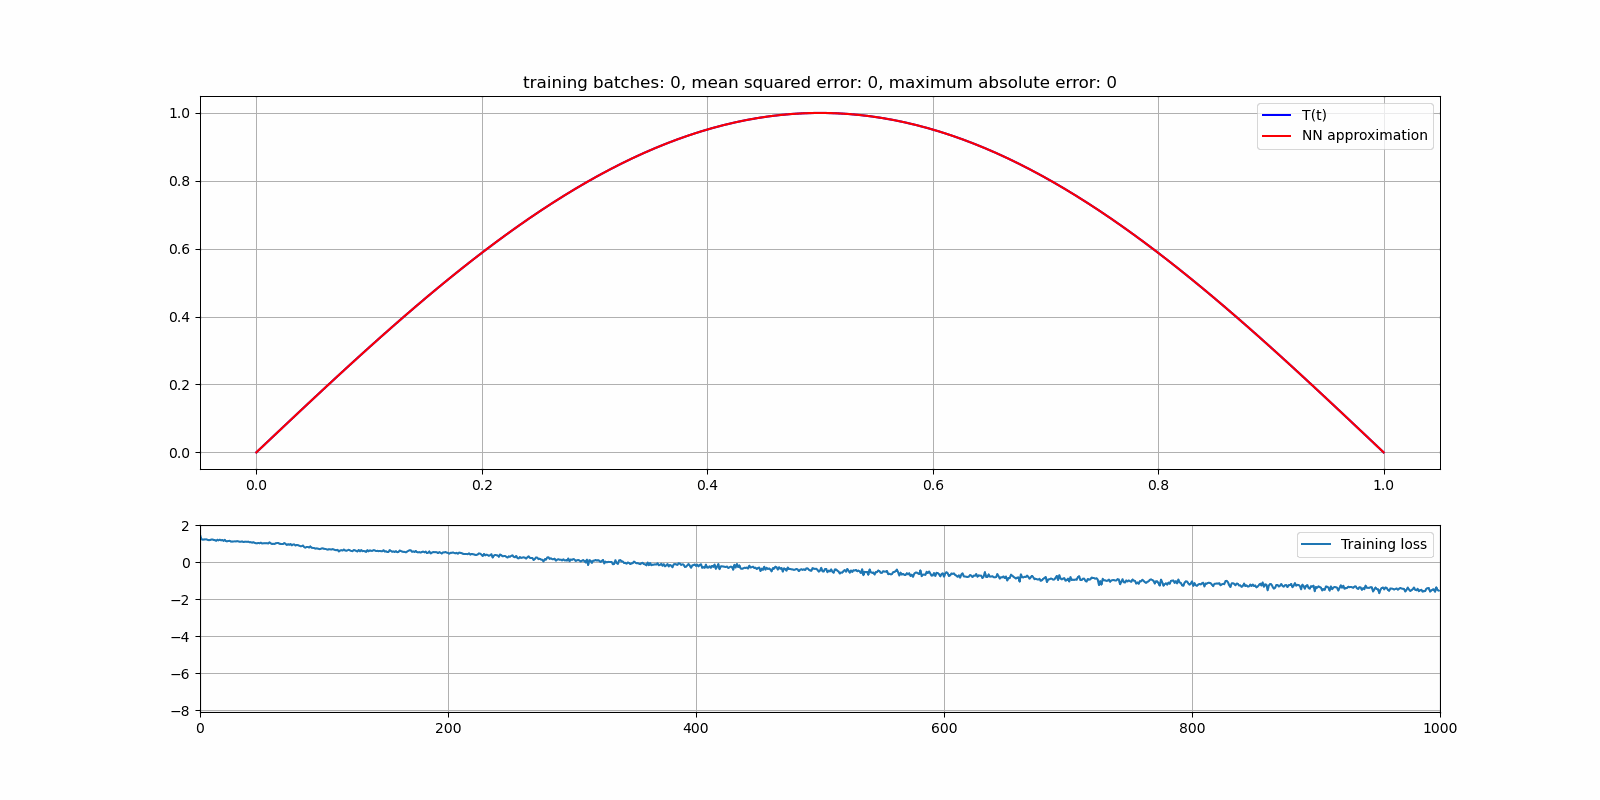 training batches: 0, mean squared error: 0, maximum absolute error: 0
1.0
0.8
0.6
0.4
0.2
0.0
T(t)
NN approximation
0.0 0.2 0.4 0.6 0.8 1.0
2
0
−2
−4
−6
−8
Training loss
0 200 400 600 800 1000